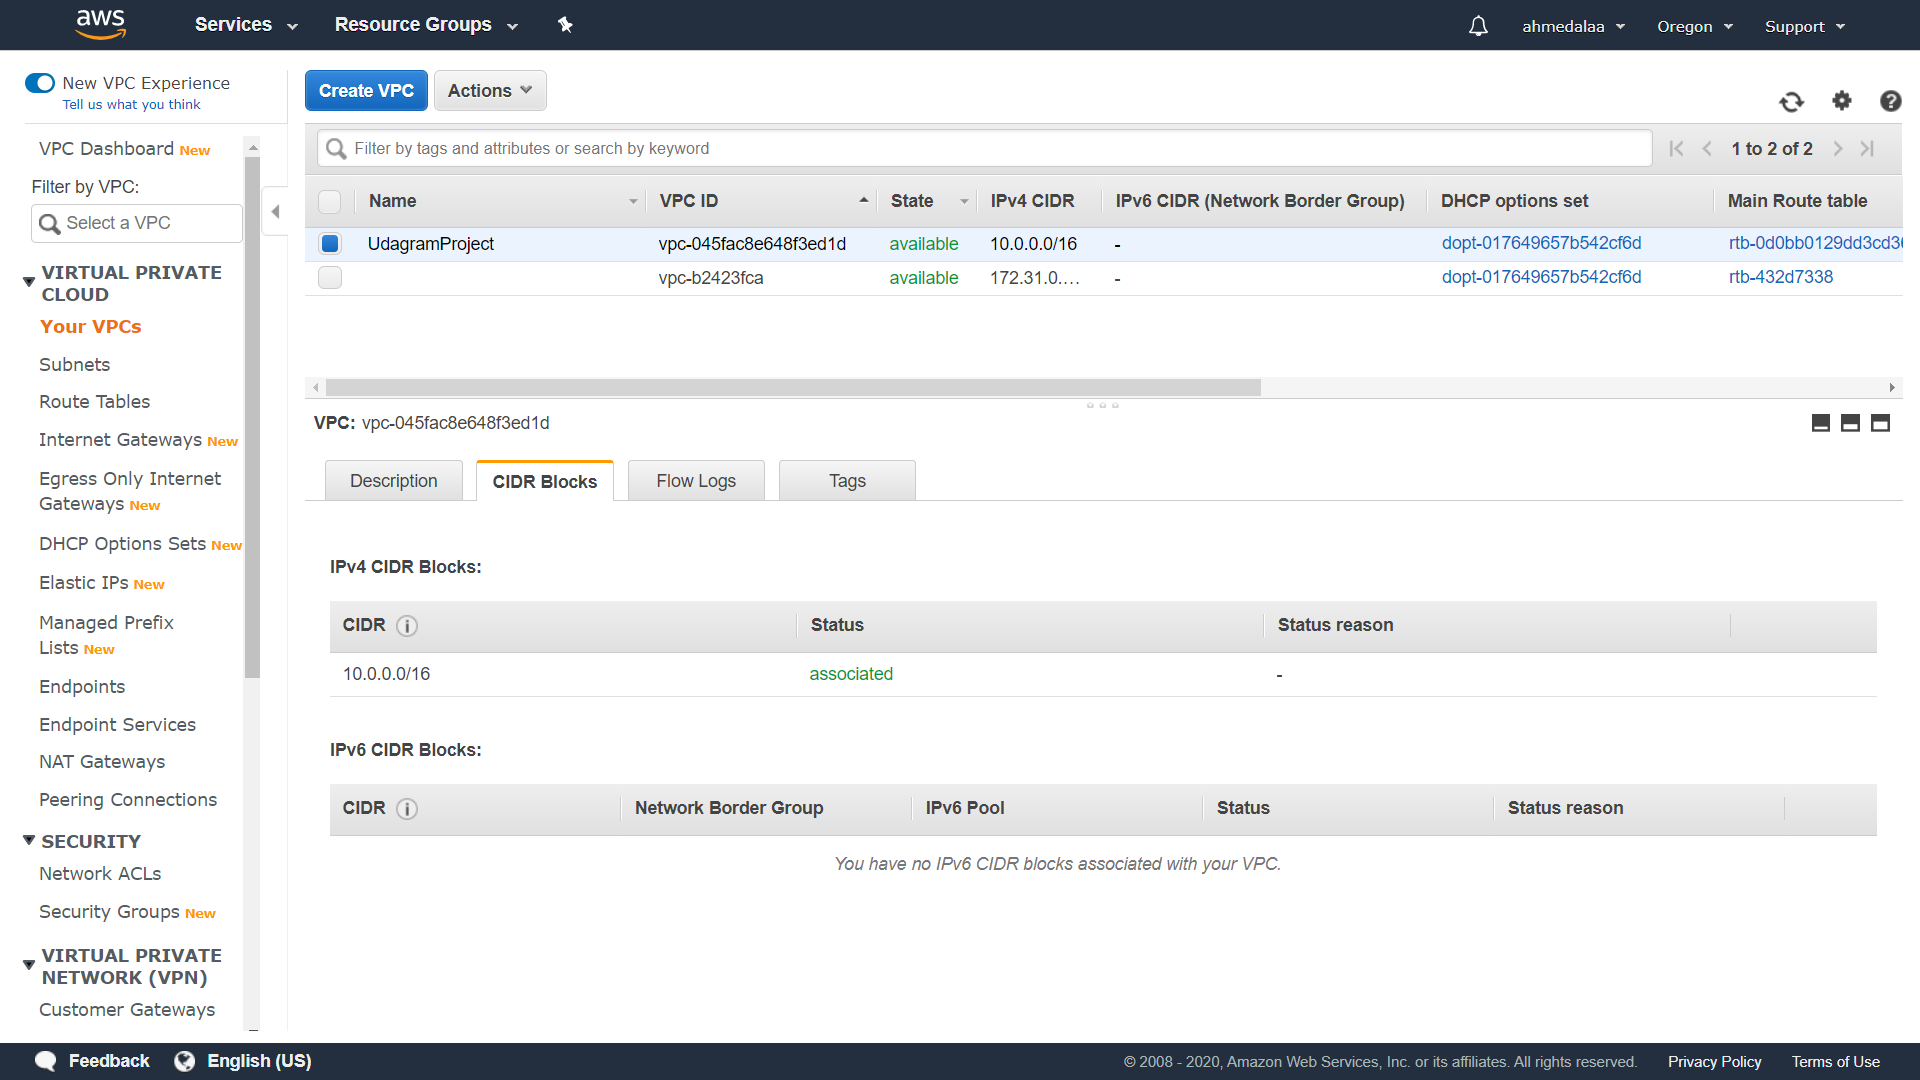 aws
Services
Resource Groups
ahmedalaa
Oregon
Support
New VPC Experience
Tell us what you think
VPC Dashboard New
Filter by VPC:
Select a VPC
VIRTUAL PRIVATE
CLOUD
Your VPCs
Subnets
Route Tables
Internet Gateways New
Egress Only Internet
Gateways New
DHCP Options Sets New
Elastic IPs New
Managed Prefix
Lists New
Endpoints
Endpoint Services
NAT Gateways
Peering Connections
SECURITY
Network ACLs
Security Groups New
VIRTUAL PRIVATE
NETWORK (VPN)
Customer Gateways
Create VPC
Actions
Filter by tags and attributes or search by keyword
1 to 2 of 2
Name VPC ID State IPv4 CIDR IPv6 CIDR (Network Border Group) DHCP options set Main Route table
UdagramProject vpc-045fac8e648f3ed1d available 10.0.0.0/16 - dopt-017649657b542cf6d rtb-0d0bb0129dd3cd3
vpc-b2423fca available 172.31.0.… - dopt-017649657b542cf6d rtb-432d7338
VPC: vpc-045fac8e648f3ed1d
Description
CIDR Blocks
Flow Logs
Tags
IPv4 CIDR Blocks:
CIDR Status Status reason
10.0.0.0/16 associated -
IPv6 CIDR Blocks:
CIDR Network Border Group IPv6 Pool Status Status reason
You have no IPv6 CIDR blocks associated with your VPC.
Feedback
English (US)
© 2008 - 2020, Amazon Web Services, Inc. or its affiliates. All rights reserved.
Privacy Policy
Terms of Use